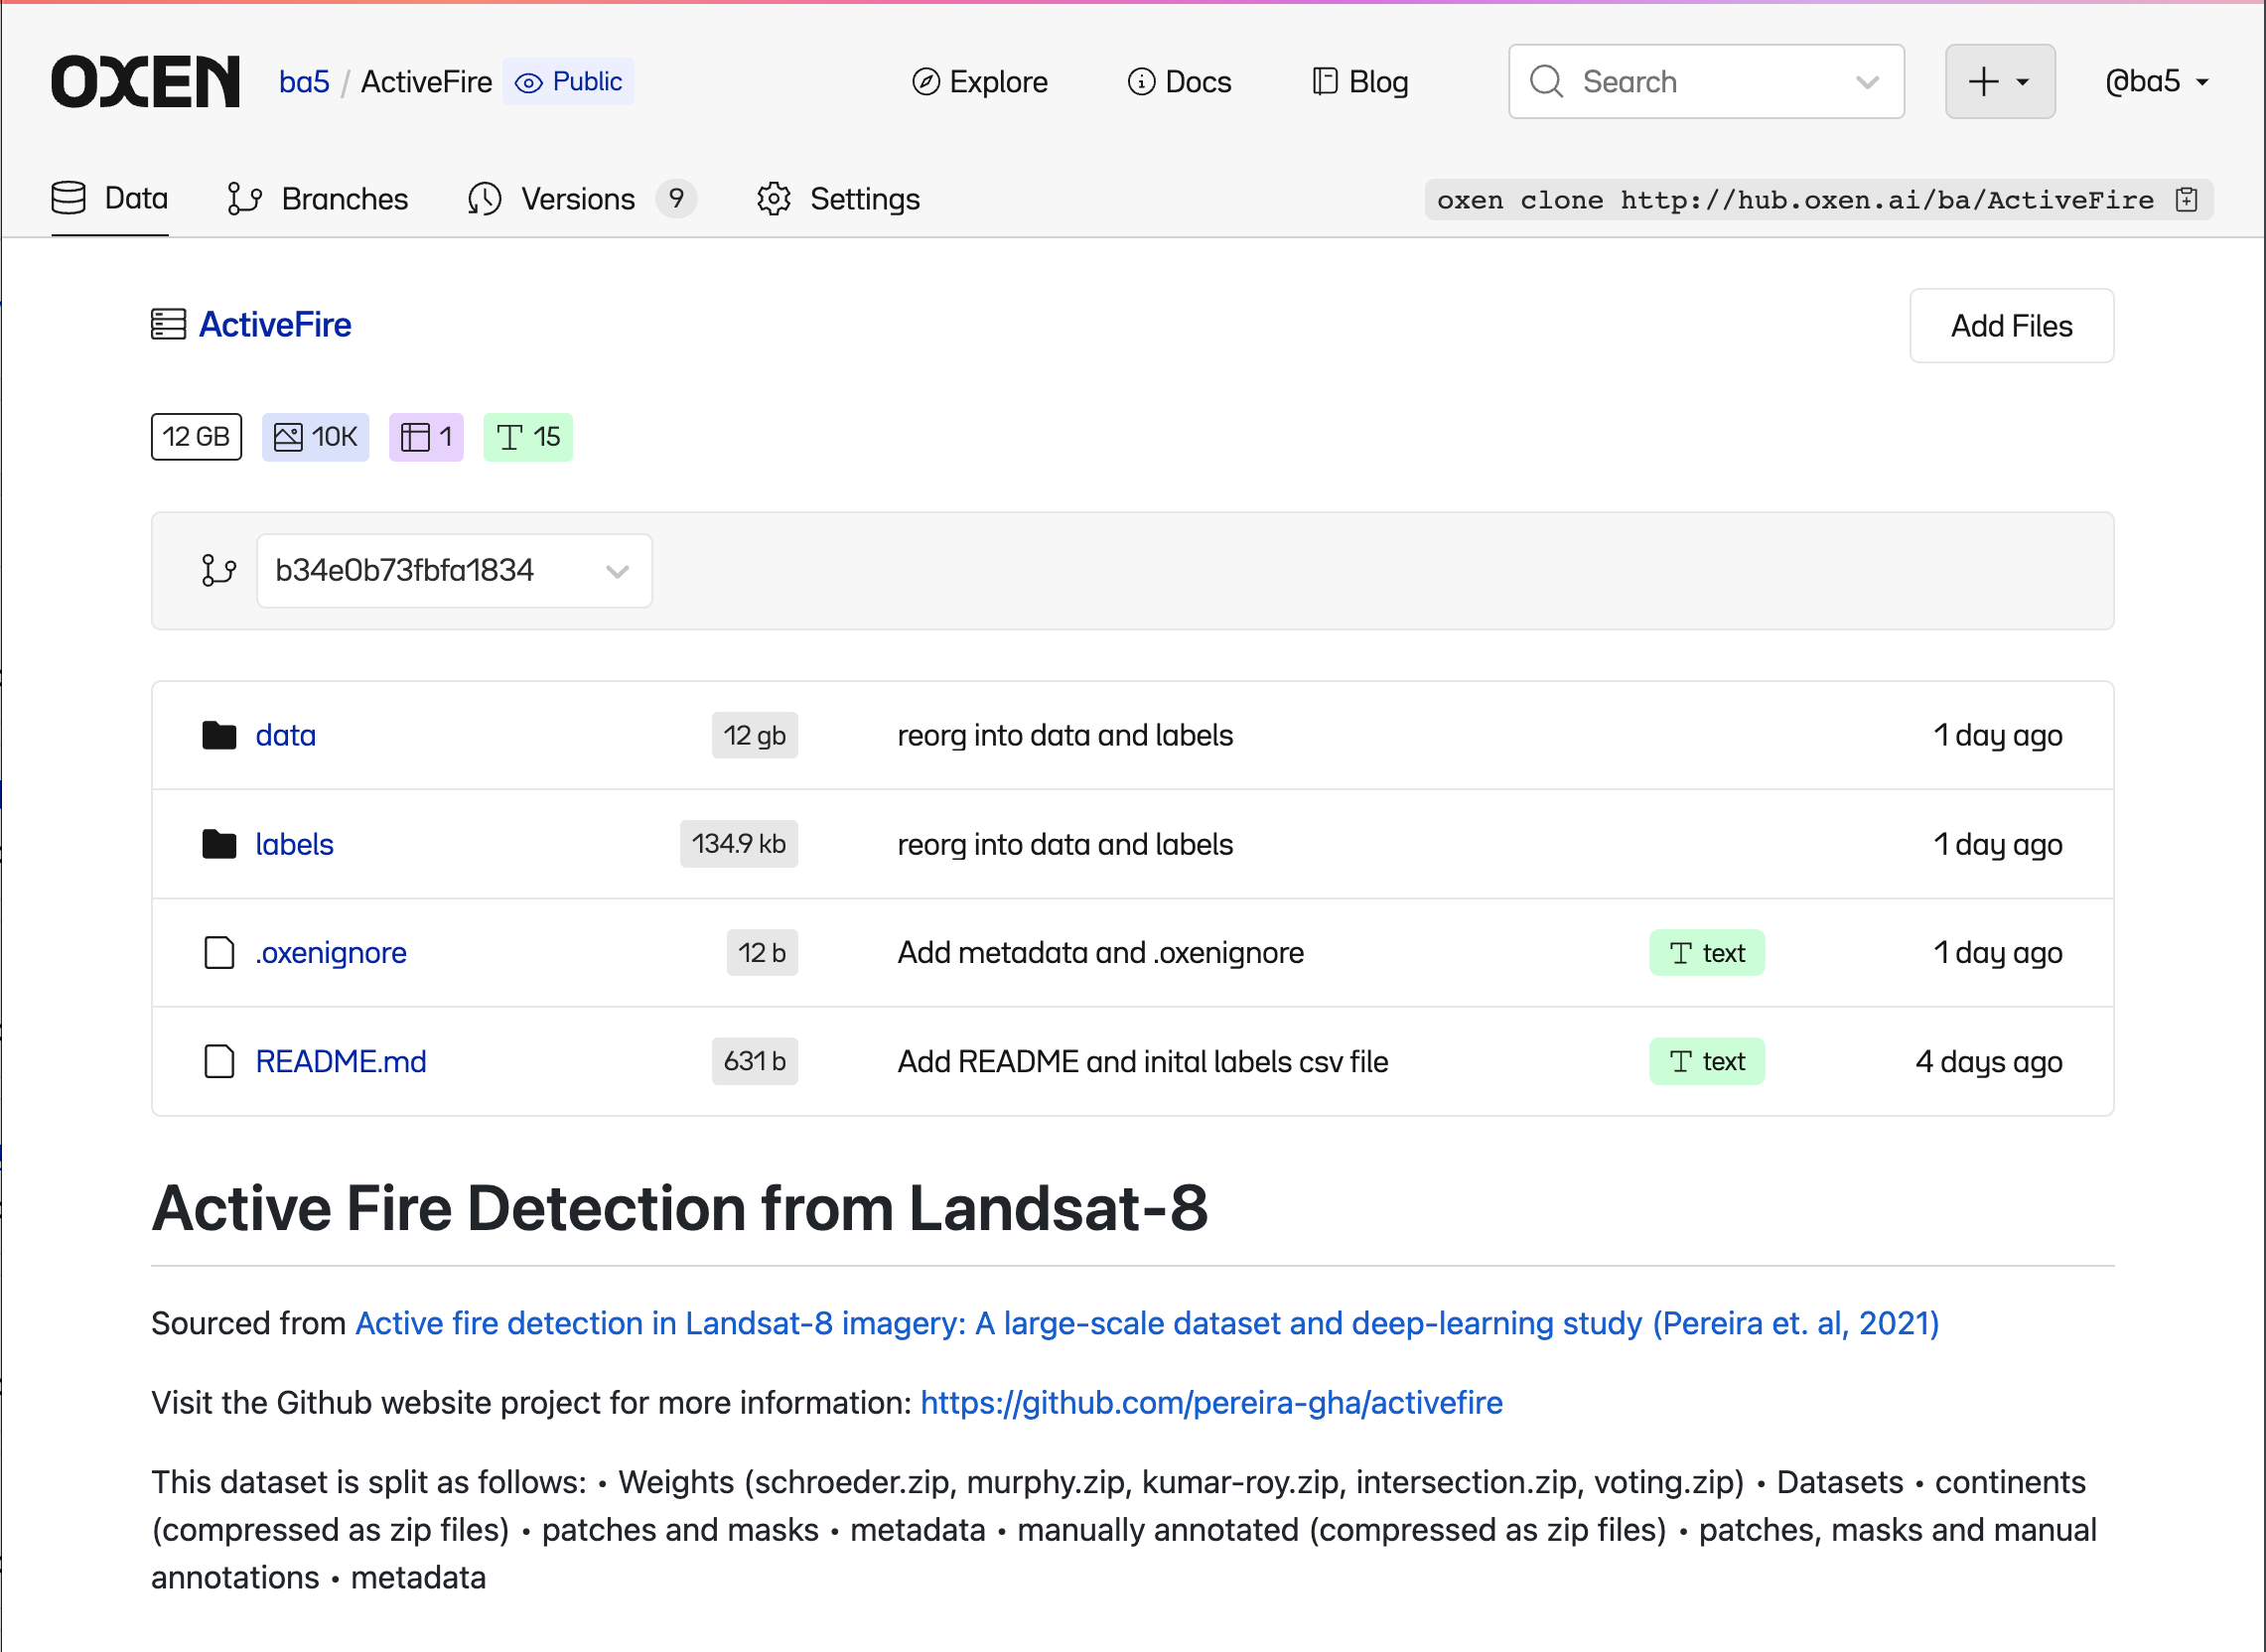 OXEN ba5 / ActiveFire Public Explore Docs Blog Search @ba5
Data Branches Versions 9 Settings oxen clone http://hub.oxen.ai/ba/ActiveFire
ActiveFire Add Files
12 GB 10K 1 15
b34e0b73fbfa1834
data 12 gb reorg into data and labels 1 day ago
labels 134.9 kb reorg into data and labels 1 day ago
.oxenignore 12 b Add metadata and .oxenignore text 1 day ago
README.md 631 b Add README and inital labels csv file text 4 days ago
Active Fire Detection from Landsat-8
Sourced from Active fire detection in Landsat-8 imagery: A large-scale dataset and deep-learning study (Pereira et. al, 2021)
Visit the Github website project for more information: https://github.com/pereira-gha/activefire
This dataset is split as follows: • Weights (schroeder.zip, murphy.zip, kumar-roy.zip, intersection.zip, voting.zip) • Datasets • continents
(compressed as zip files) • patches and masks • metadata • manually annotated (compressed as zip files) • patches, masks and manual
annotations • metadata